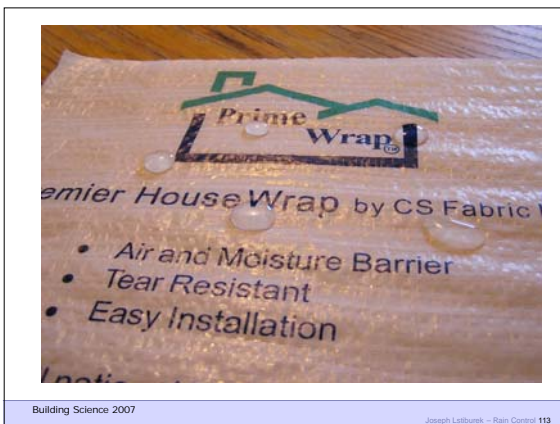 Prime
Wrap
TM
emier House Wrap by CS Fabric
• Air and Moisture Barrier
• Tear Resistant
• Easy Installation
Building Science 2007
Joseph Lstiburek – Rain Control 113